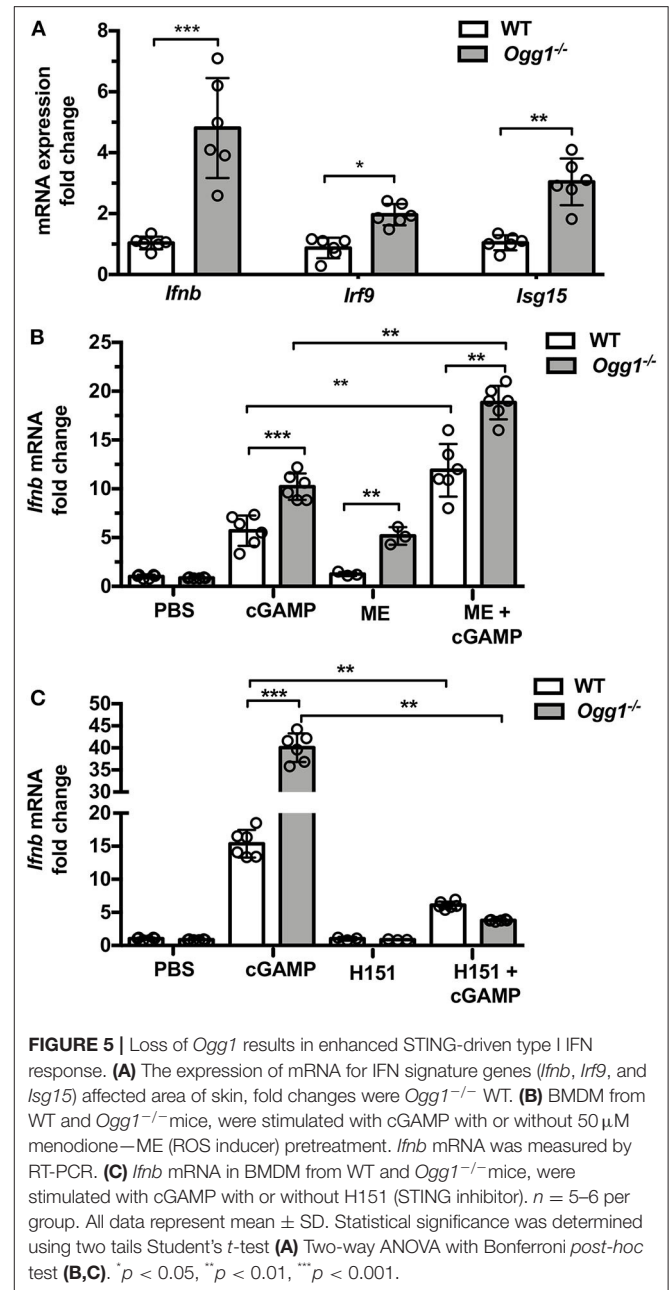 A
***
WT
Ogg1-/-
mRNA expression
fold change
8
6
4
2
0
*
**
Ifnb
Irf9
Isg15
B
**
WT
Ogg1-/-
**
**
***
**
Ifnb mRNA
fold change
25
20
15
10
5
0
PBS
cGAMP
ME
ME +
cGAMP
C
**
WT
Ogg1-/-
***
**
Ifnb mRNA
fold change
50
45
40
35
30
25
20
15
10
5
0
PBS
cGAMP
H151
H151 +
cGAMP
FIGURE 5 | Loss of Ogg1 results in enhanced STING-driven type I IFN
response. (A) The expression of mRNA for IFN signature genes (Ifnb, Irf9, and
Isg15) affected area of skin, fold changes were Ogg1−/− WT. (B) BMDM from
WT and Ogg1−/−mice, were stimulated with cGAMP with or without 50 μM
menodione—ME (ROS inducer) pretreatment. Ifnb mRNA was measured by
RT-PCR. (C) Ifnb mRNA in BMDM from WT and Ogg1−/−mice, were
stimulated with cGAMP with or without H151 (STING inhibitor). n = 5–6 per
group. All data represent mean ± SD. Statistical significance was determined
using two tails Student's t-test (A) Two-way ANOVA with Bonferroni post-hoc
test (B,C). *p < 0.05, **p < 0.01, ***p < 0.001.